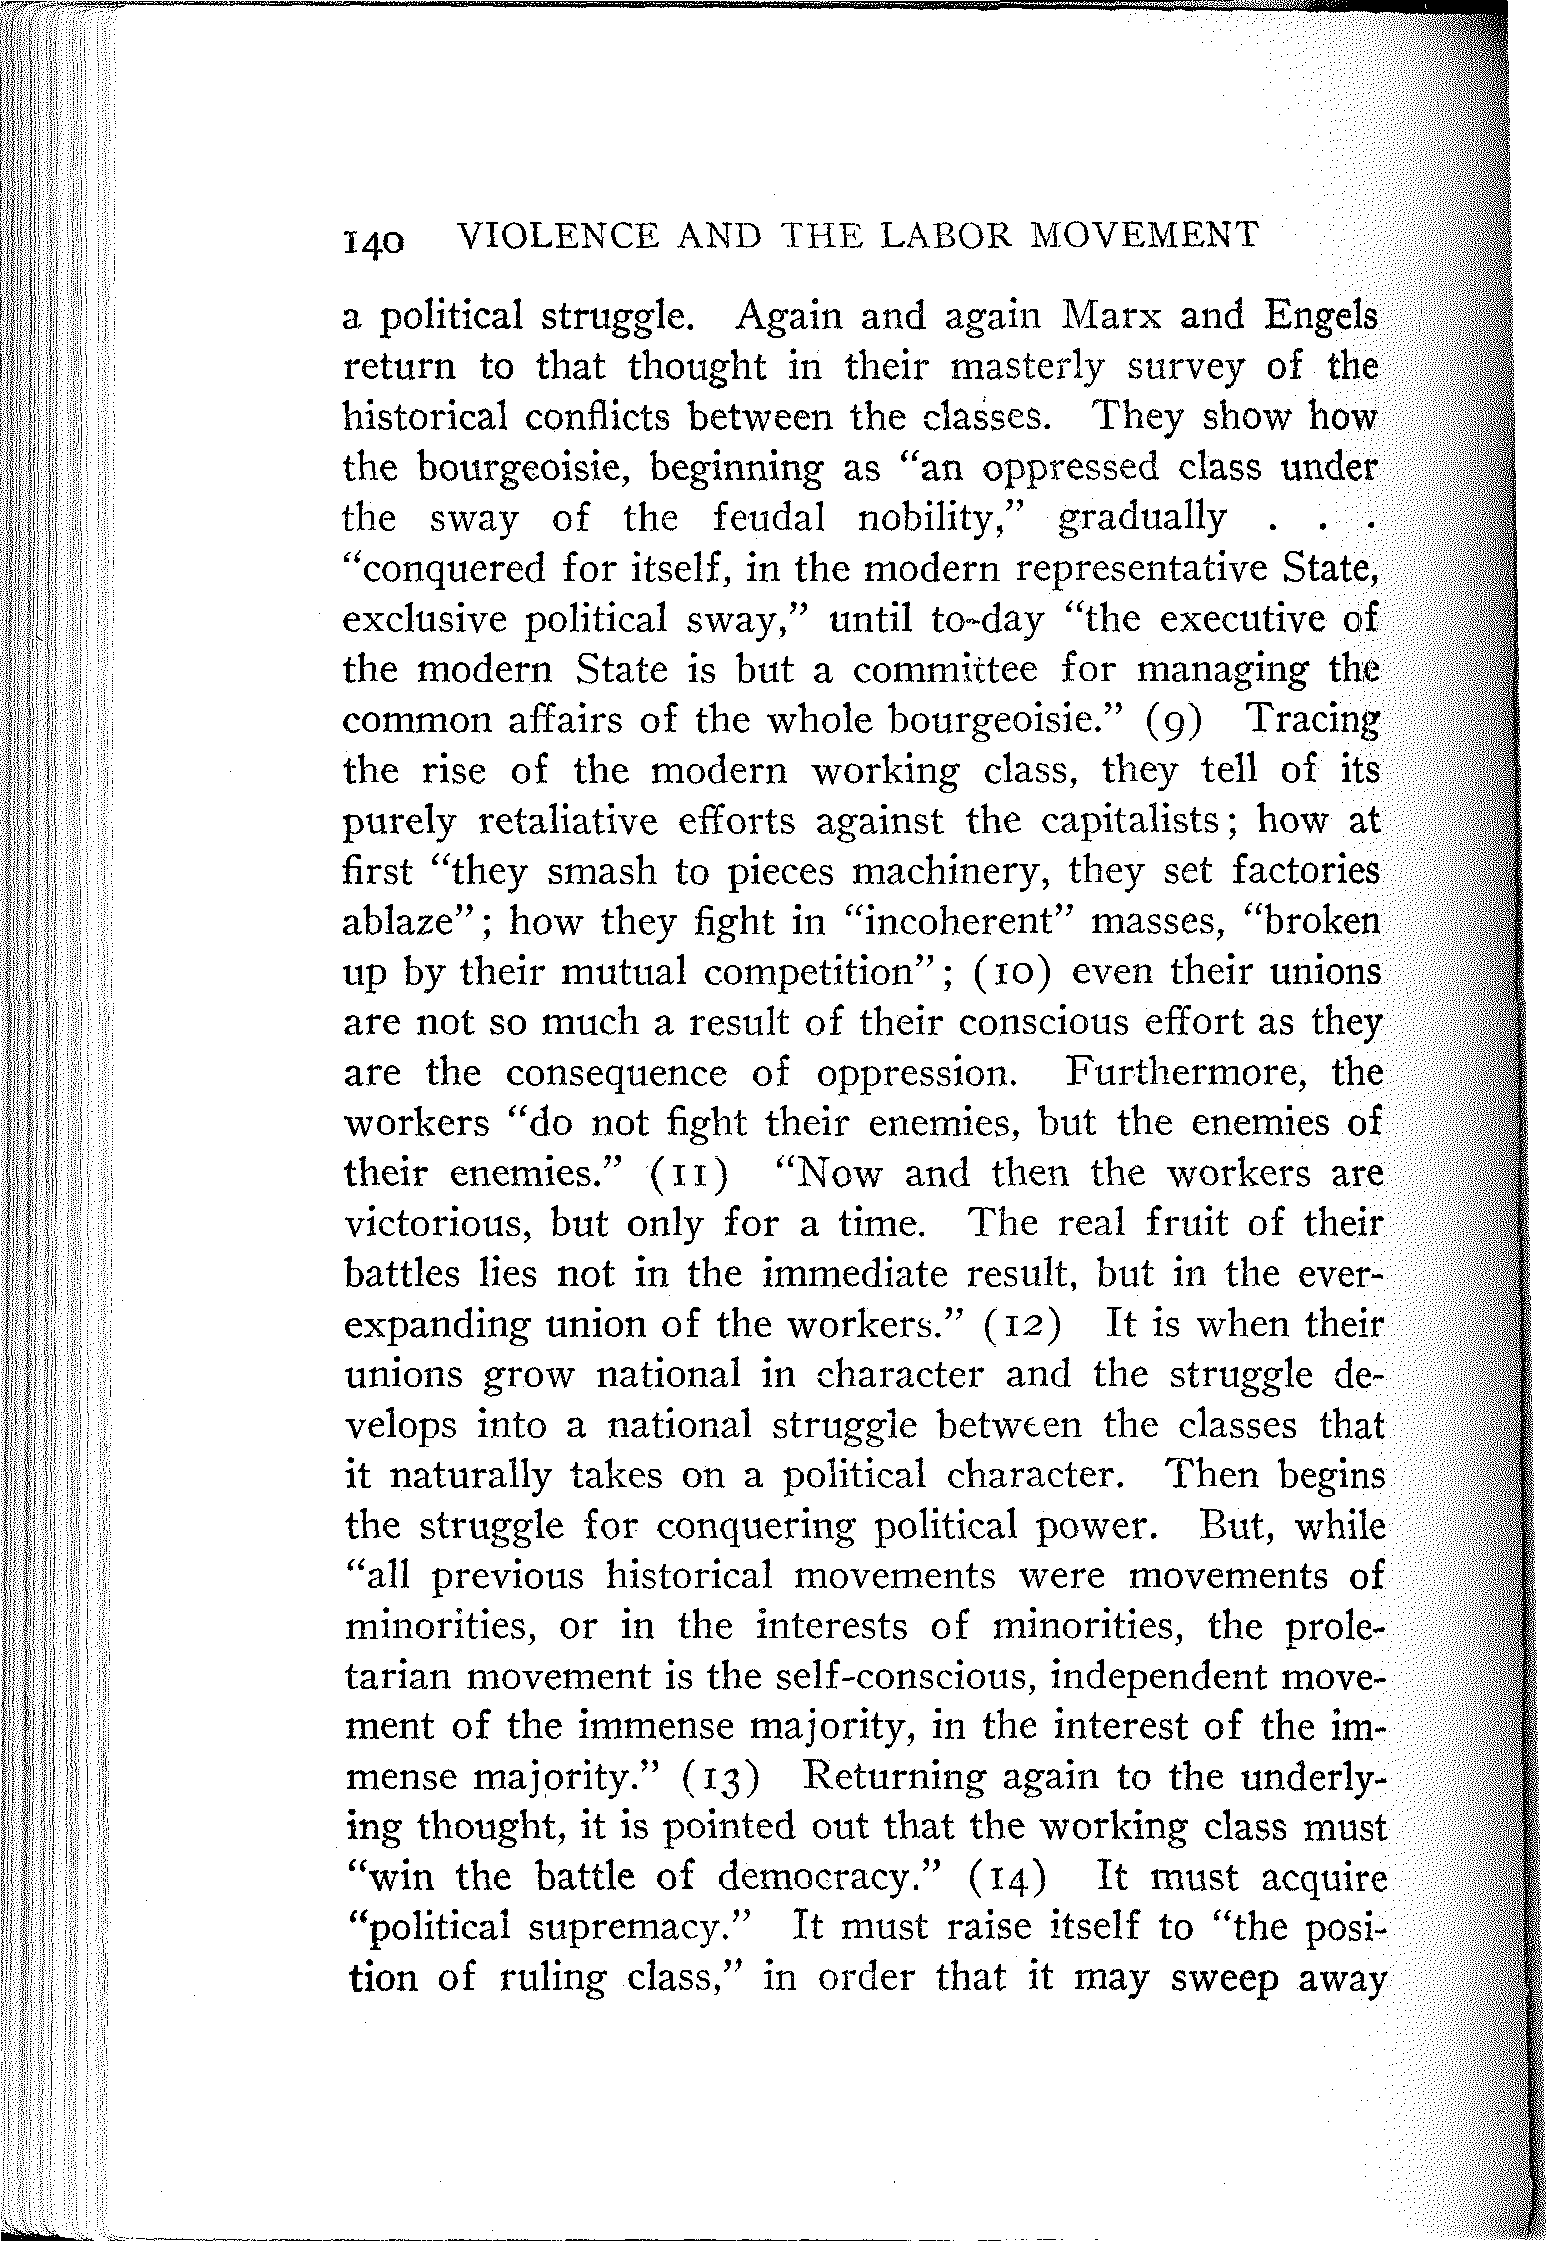 140 VIOLENCE AND THE LABOR MOVEMENT
a political struggle. Again and again Marx and Engels
return to that thought in their masterly survey of the
historical conflicts between the classes. They show how
the bourgeoisie, beginning as “an oppressed class under
the sway of the feudal nobility,” gradually . . .
“conquered for itself, in the modern representative State,
exclusive political sway,” until to-day “the executive of
the modern State is but a committee for managing the
common affairs of the whole bourgeoisie.” (9) Tracing
the rise of the modern working class, they tell of its
purely retaliative efforts against the capitalists; how at
first “they smash to pieces machinery, they set factories
ablaze”; how they fight in “incoherent” masses, “broken
up by their mutual competition”; (10) even their unions
are not so much a result of their conscious effort as they
are the consequence of oppression. Furthermore, the
workers “do not fight their enemies, but the enemies of
their enemies.” (11) “Now and then the workers are
victorious, but only for a time. The real fruit of their
battles lies not in the immediate result, but in the ever-
expanding union of the workers.” (12) It is when their
unions grow national in character and the struggle de-
velops into a national struggle between the classes that
it naturally takes on a political character. Then begins
the struggle for conquering political power. But, while
“all previous historical movements were movements of
minorities, or in the interests of minorities, the prole-
tarian movement is the self-conscious, independent move-
ment of the immense majority, in the interest of the im-
mense majority.” (13) Returning again to the underly-
ing thought, it is pointed out that the working class must
“win the battle of democracy.” (14) It must acquire
“political supremacy.” It must raise itself to “the posi-
tion of ruling class,” in order that it may sweep away